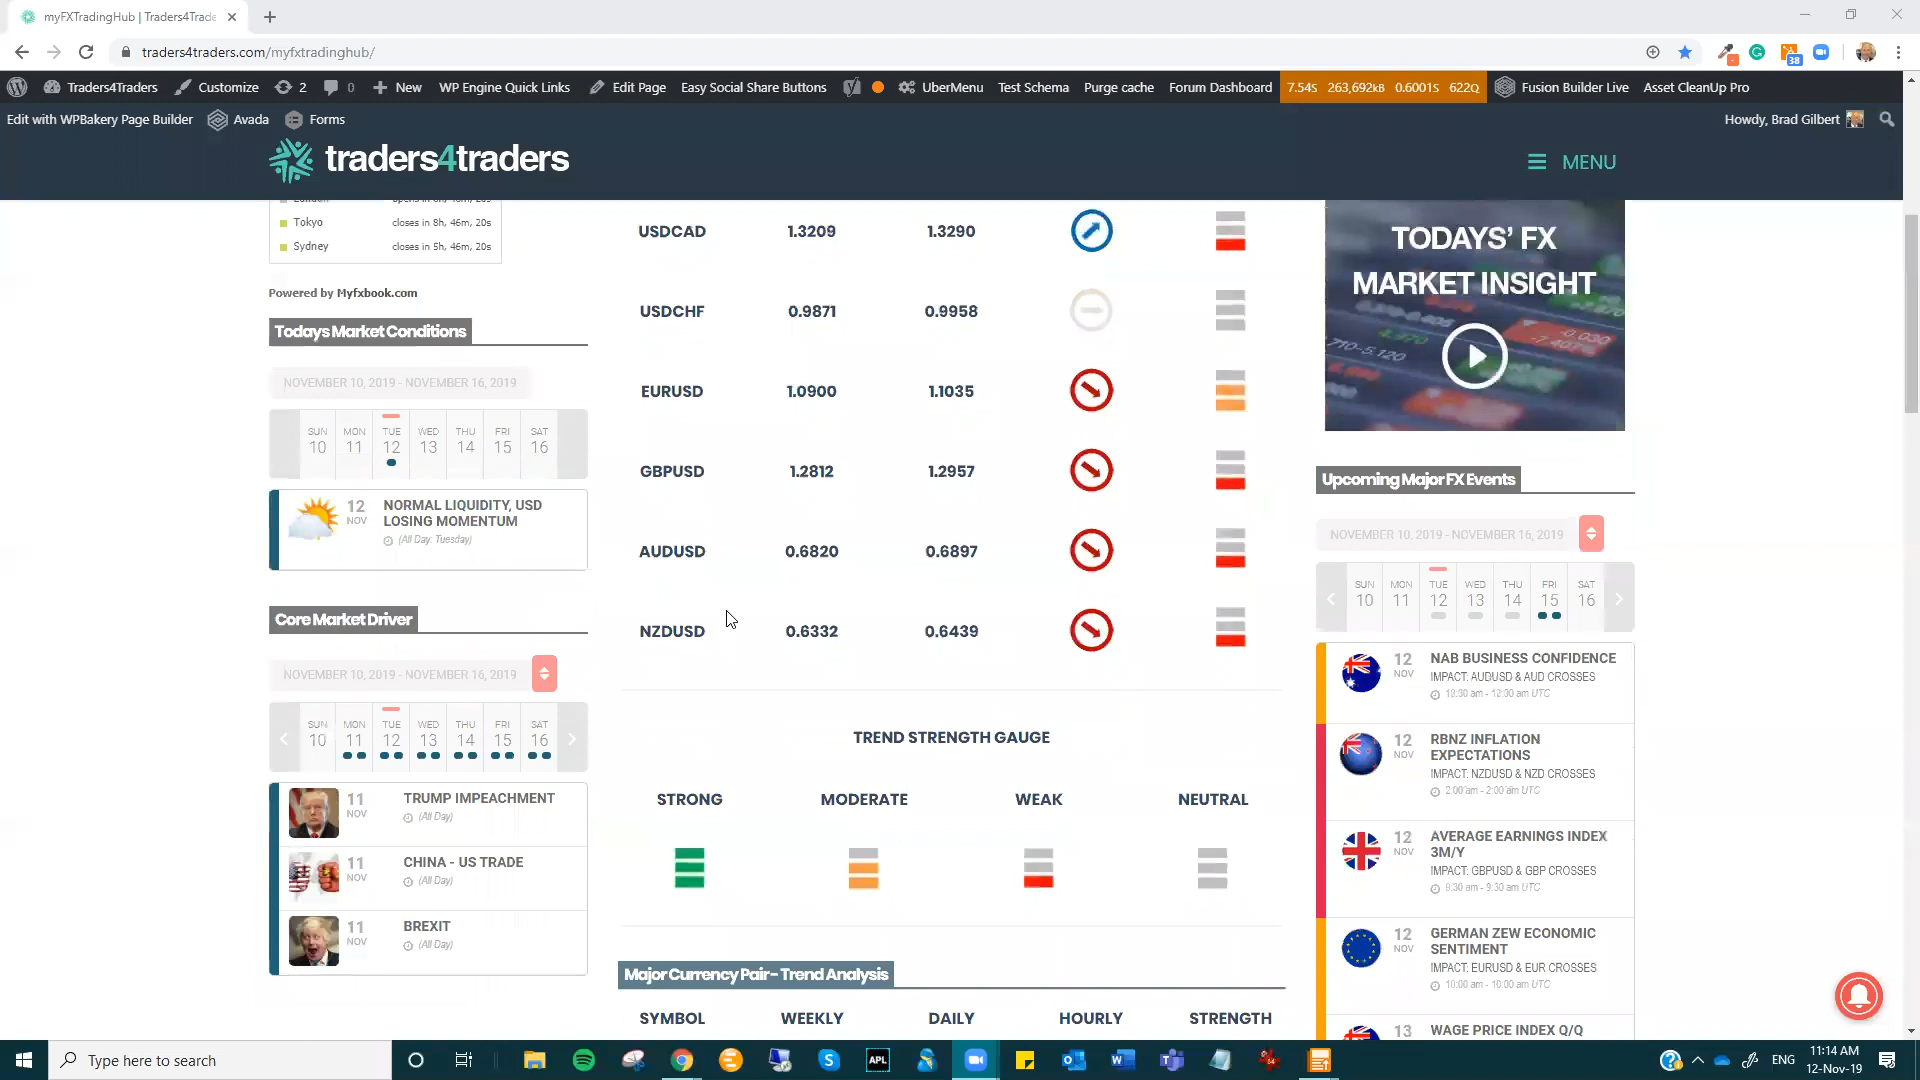 myFXTradingHub | Traders4Trade
traders4traders.com/myfxtradinghub/
38
Traders4Traders
Customize
2
0
New
WP Engine Quick Links
Edit Page
Easy Social Share Buttons
UberMenu
Test Schema
Purge cache
Forum Dashboard
7.54s 263,692kB 0.6001s 622Q
Fusion Builder Live
Asset CleanUp Pro
Edit with WPBakery Page Builder
Avada
Forms
Howdy, Brad Gilbert
traders4traders
MENU
Tokyo closes in 8h, 46m, 20s
Sydney closes in 5h, 46m, 20s
Powered by Myfxbook.com
Todays Market Conditions
NOVEMBER 10, 2019 - NOVEMBER 16, 2019
SUN MON TUE WED THU FRI SAT
10 11 12 13 14 15 16
12 NOV
NORMAL LIQUIDITY, USD
LOSING MOMENTUM
(All Day: Tuesday)
Core Market Driver
NOVEMBER 10, 2019 - NOVEMBER 16, 2019
SUN MON TUE WED THU FRI SAT
10 11 12 13 14 15 16
11 NOV
TRUMP IMPEACHMENT
(All Day)
11 NOV
CHINA - US TRADE
(All Day)
11 NOV
BREXIT
(All Day)
USDCAD 1.3209 1.3290
USDCHF 0.9871 0.9958
EURUSD 1.0900 1.1035
GBPUSD 1.2812 1.2957
AUDUSD 0.6820 0.6897
NZDUSD 0.6332 0.6439
TREND STRENGTH GAUGE
STRONG MODERATE WEAK NEUTRAL
Major Currency Pair - Trend Analysis
SYMBOL WEEKLY DAILY HOURLY STRENGTH
TODAYS' FX
MARKET INSIGHT
Upcoming Major FX Events
NOVEMBER 10, 2019 - NOVEMBER 16, 2019
SUN MON TUE WED THU FRI SAT
10 11 12 13 14 15 16
12 NOV
NAB BUSINESS CONFIDENCE
IMPACT: AUDUSD & AUD CROSSES
12:30 am - 12:30 am UTC
12 NOV
RBNZ INFLATION
EXPECTATIONS
IMPACT: NZDUSD & NZD CROSSES
2:00 am - 2:00 am UTC
12 NOV
AVERAGE EARNINGS INDEX
3M/Y
IMPACT: GBPUSD & GBP CROSSES
9:30 am - 9:30 am UTC
12 NOV
GERMAN ZEW ECONOMIC
SENTIMENT
IMPACT: EURUSD & EUR CROSSES
10:00 am - 10:00 am UTC
13
WAGE PRICE INDEX Q/Q
Type here to search
APL
ENG
11:14 AM
12-Nov-19